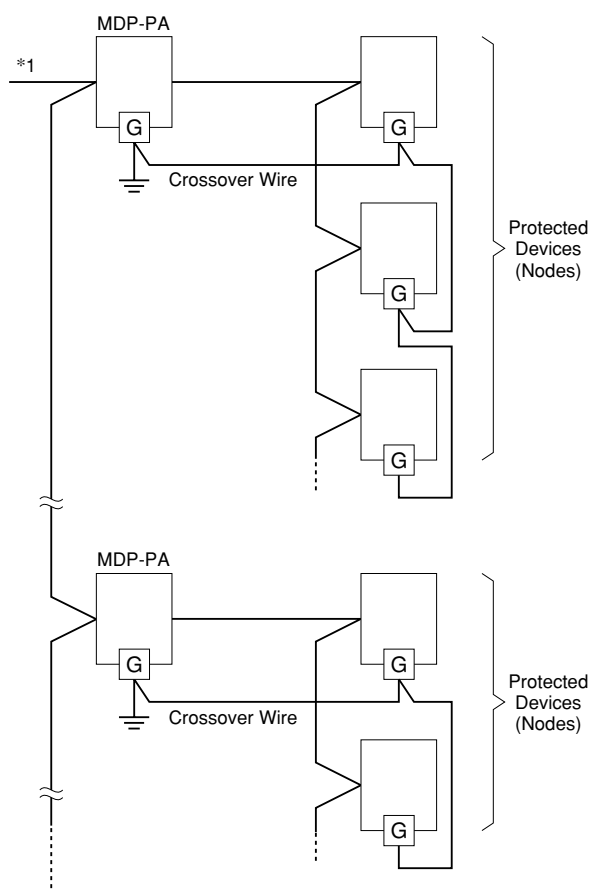 MDP-PA
*1
G
G
Crossover Wire
G
Protected
Devices
(Nodes)
G
MDP-PA
G
G
Crossover Wire
Protected
Devices
(Nodes)
G